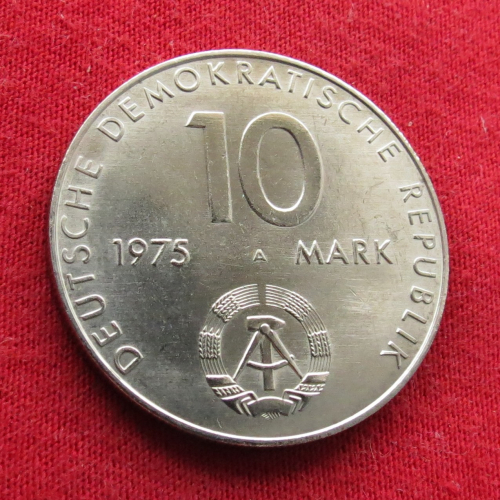 DEUTSCHE DEMOKRATISCHE REPUBLIK
10
1975 A MARK